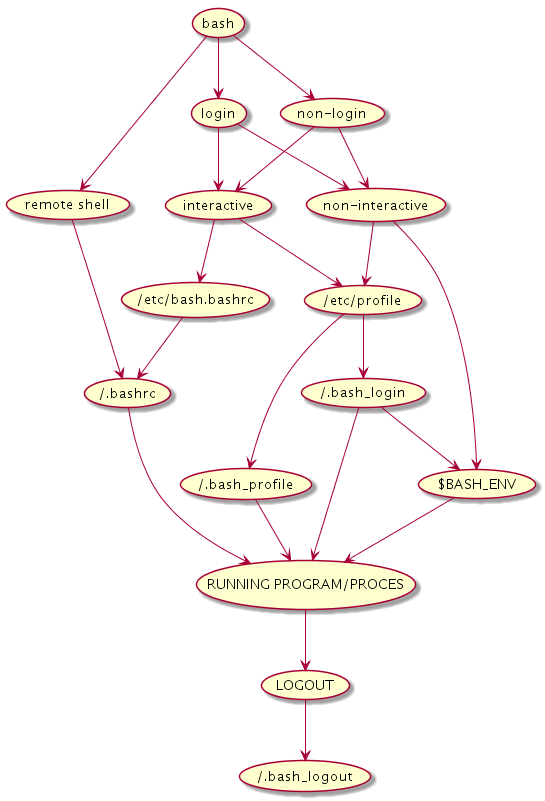 bash
login
non-login
remote shell
interactive
non-interactive
/etc/bash.bashrc
/etc/profile
/.bashrc
/.bash_login
/.bash_profile
$BASH_ENV
RUNNING PROGRAM/PROCES
LOGOUT
/.bash_logout